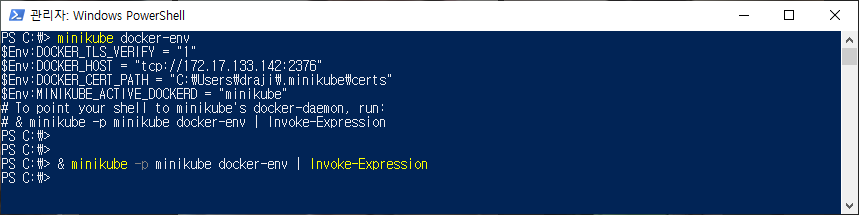 관리자: Windows PowerShell
PS C:₩> minikube docker-env
$Env:DOCKER_TLS_VERIFY = "1"
$Env:DOCKER_HOST = "tcp://172.17.133.142:2376"
$Env:DOCKER_CERT_PATH = "C:₩Users₩draji₩.minikube₩certs"
$Env:MINIKUBE_ACTIVE_DOCKERD = "minikube"
# To point your shell to minikube's docker-daemon, run:
# & minikube -p minikube docker-env | Invoke-Expression
PS C:₩>
PS C:₩>
PS C:₩> & minikube -p minikube docker-env | Invoke-Expression
PS C:₩>